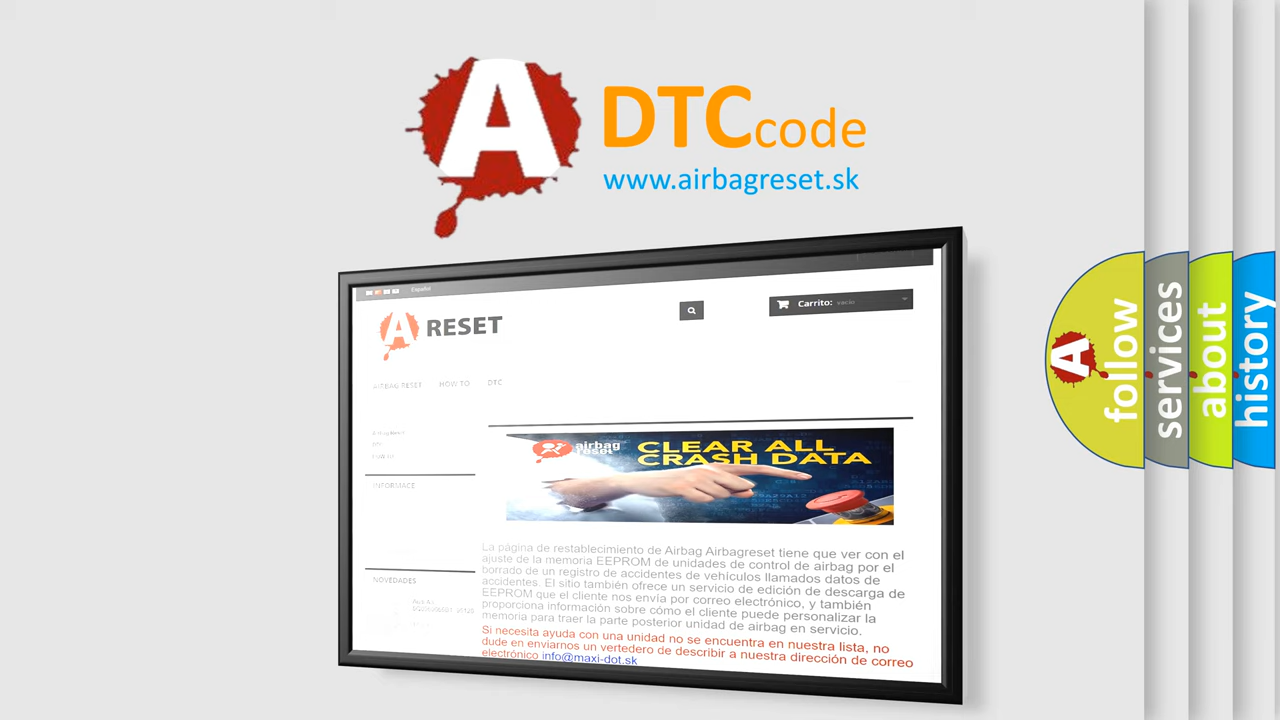 A DTCcode
www.airbagreset.sk
Español
Carrito: vacío
A RESET
AIRBAG RESET HOW TO DTC
airbag reset
CLEAR ALL
CRASH DATA
INFORMACE
La página de restablecimiento de Airbag Airbagreset tiene que ver con el
ajuste de la memoria EEPROM de unidades de control de airbag por el
borrado de un registro de accidentes de vehículos llamados datos de
accidentes. El sitio también ofrece un servicio de edición de descarga de
EEPROM que el cliente nos envía por correo electrónico, y también
proporciona información sobre cómo el cliente puede personalizar la
memoria para traer la parte posterior unidad de airbag en servicio.
NOVEDADES
Si necesita ayuda con una unidad no se encuentra en nuestra lista, no
dude en enviarnos un vertedero de describir a nuestra dirección de correo
electrónico info@maxi-dot.sk
A follow
services
about
history